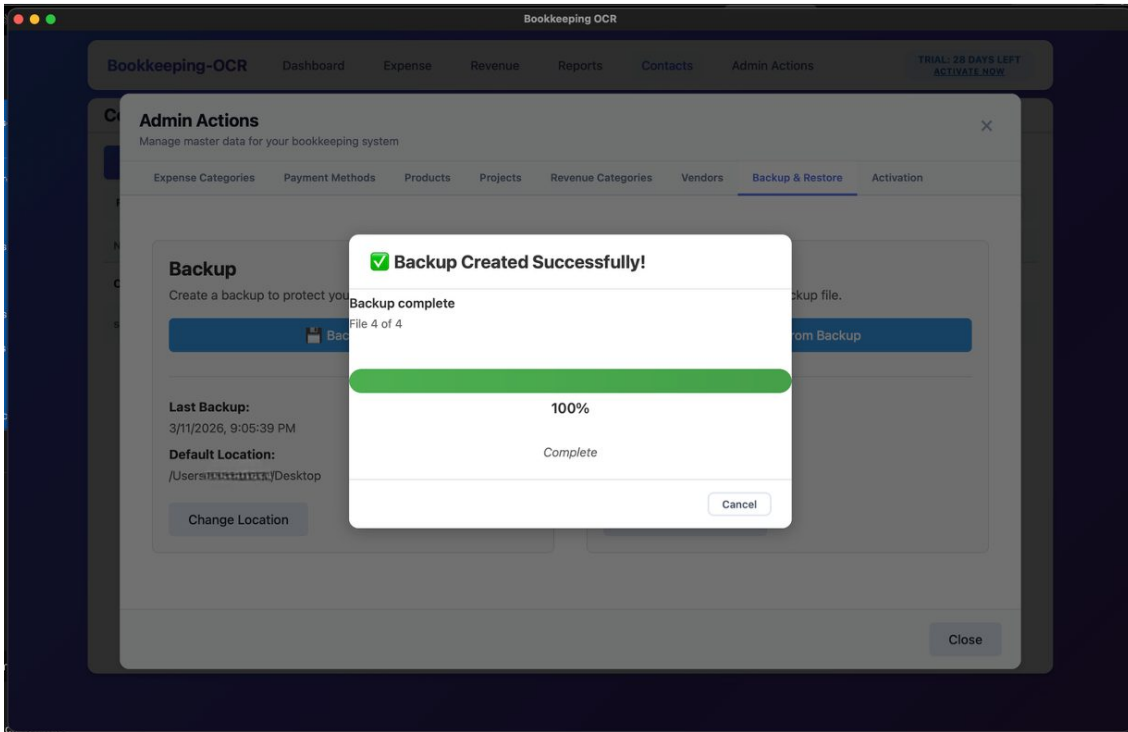 Bookkeeping OCR
Bookkeeping-OCR Dashboard Expense Revenue Reports Contacts Admin Actions TRIAL: 28 DAYS LEFT
ACTIVATE NOW
Admin Actions
Manage master data for your bookkeeping system
Expense Categories Payment Methods Products Projects Revenue Categories Vendors Backup & Restore Activation
✅ Backup Created Successfully!
Backup complete
File 4 of 4
100%
Complete
Cancel
Backup
Create a backup to protect you
ckup file.
💾 Bac
rom Backup
Last Backup:
3/11/2026, 9:05:39 PM
Default Location:
/Users /Desktop
Change Location
Close